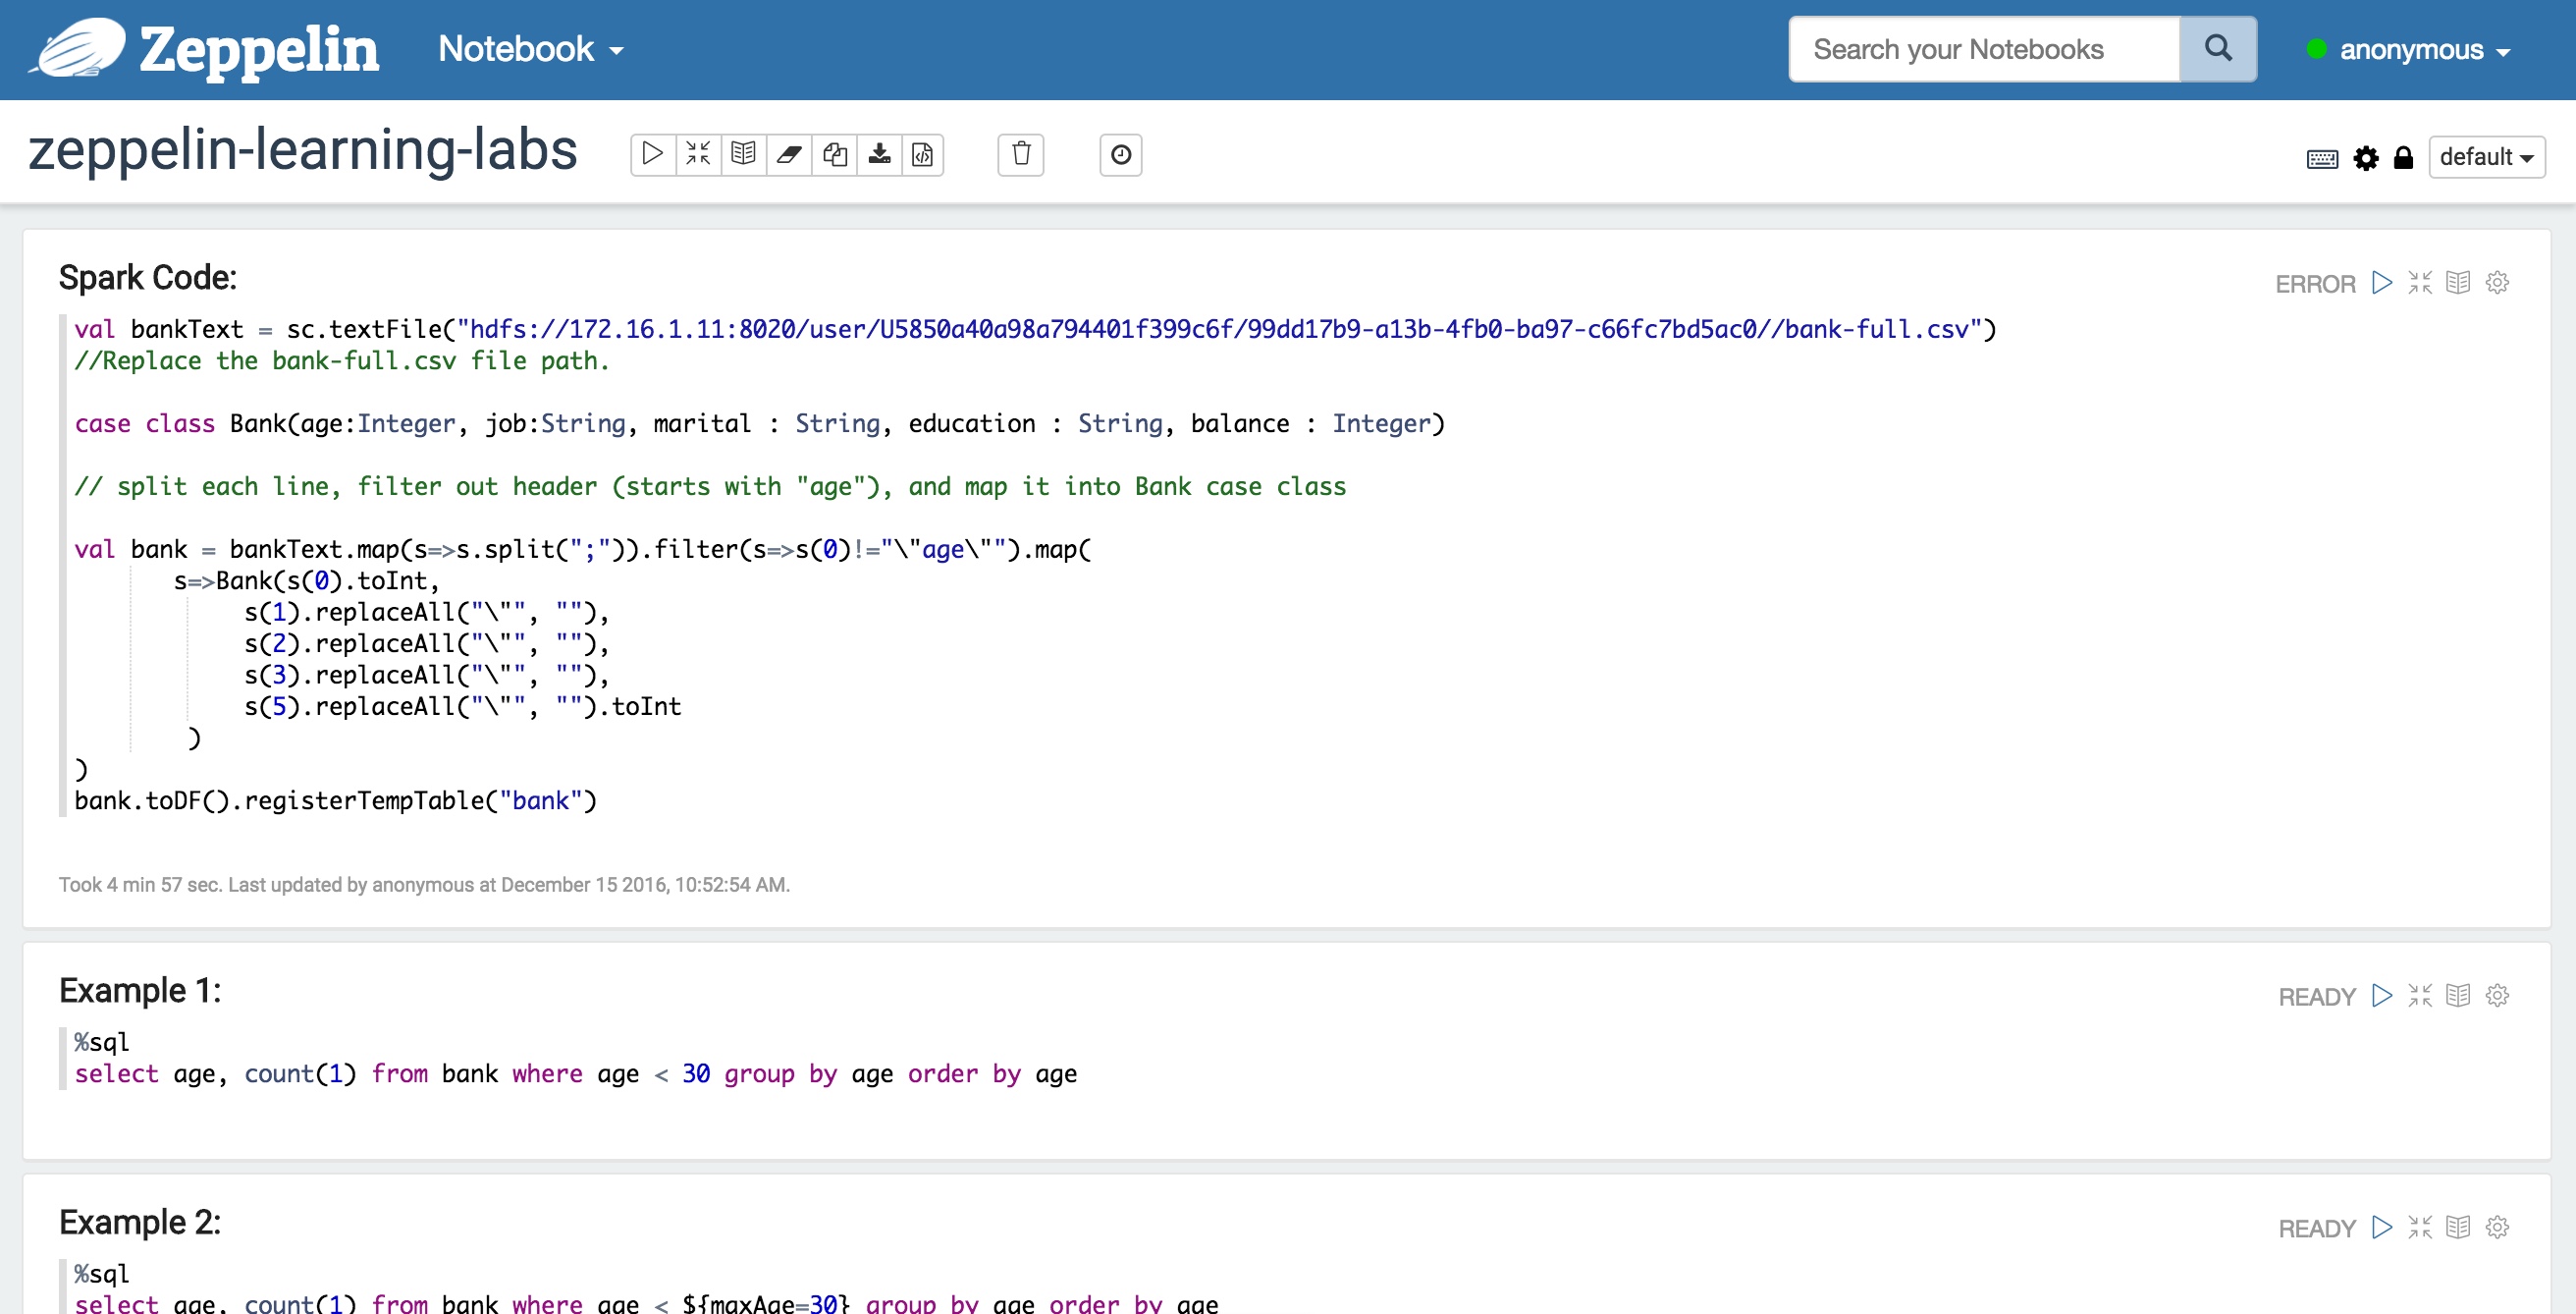 Zeppelin Notebook Search your Notebooks anonymous
zeppelin-learning-labs default
Spark Code: ERROR
val bankText = sc.textFile("hdfs://172.16.1.11:8020/user/U5850a40a98a794401f399c6f/99dd17b9-a13b-4fb0-ba97-c66fc7bd5ac0//bank-full.csv")
//Replace the bank-full.csv file path.
case class Bank(age:Integer, job:String, marital : String, education : String, balance : Integer)
// split each line, filter out header (starts with "age"), and map it into Bank case class
val bank = bankText.map(s=>s.split(";")).filter(s=>s(0)!="\"age\"").map(
s=>Bank(s(0).toInt,
s(1).replaceAll("\"", ""),
s(2).replaceAll("\"", ""),
s(3).replaceAll("\"", ""),
s(5).replaceAll("\"", "").toInt
)
)
bank.toDF().registerTempTable("bank")
Took 4 min 57 sec. Last updated by anonymous at December 15 2016, 10:52:54 AM.
Example 1: READY
%sql
select age, count(1) from bank where age < 30 group by age order by age
Example 2: READY
%sql
select age, count(1) from bank where age < ${maxAge=30} group by age order by age